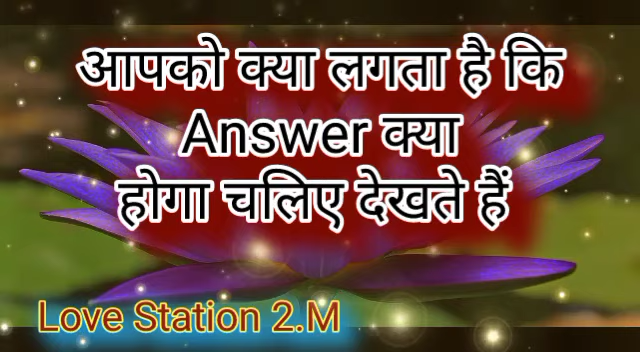 आपको क्या लगता है कि
Answer क्या
होगा चलिए देखते हैं
Love Station 2.M